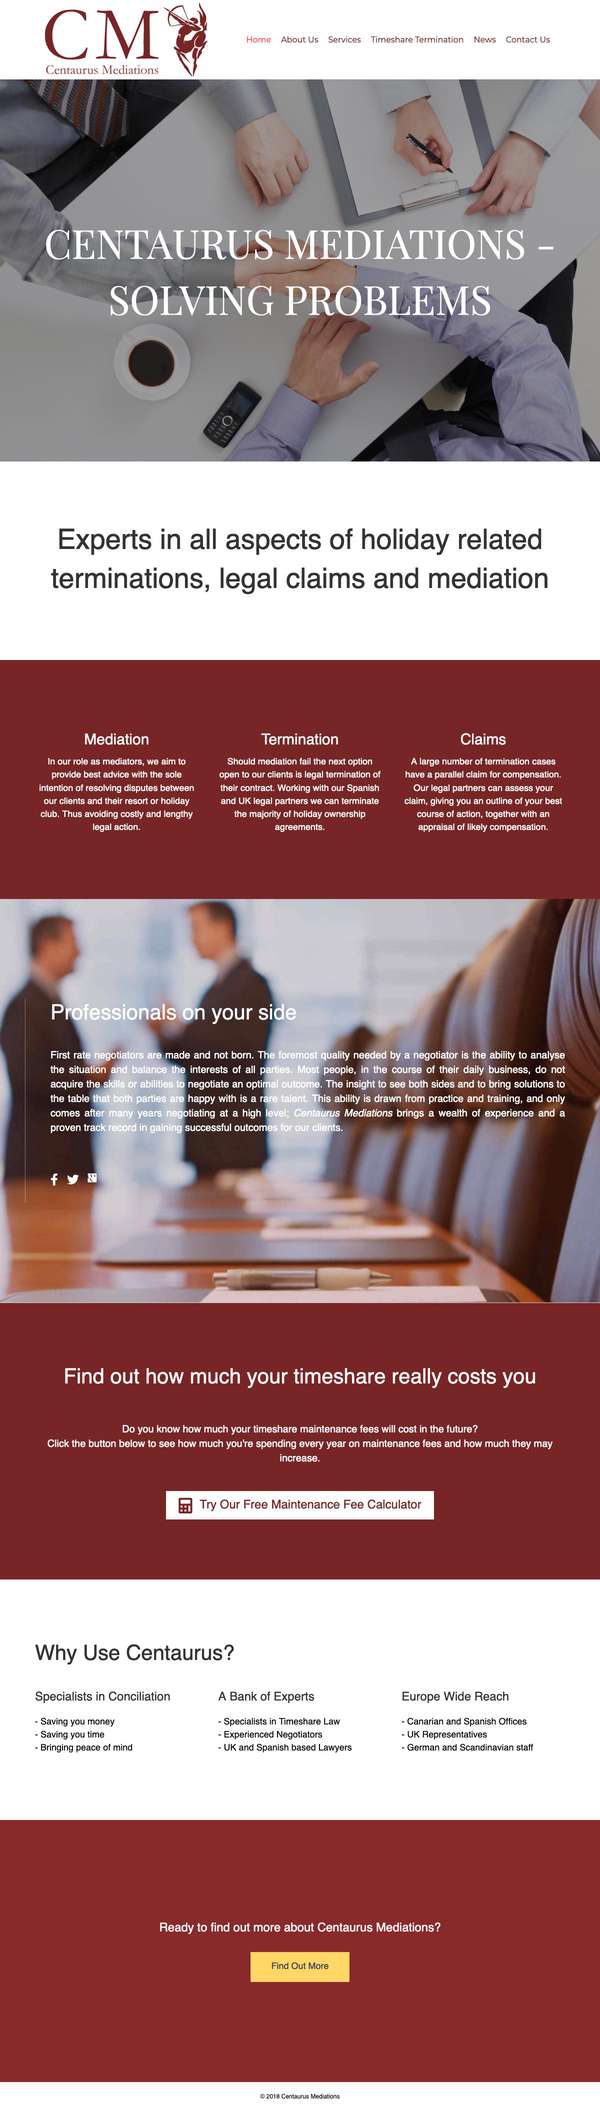 CM
Centaurus Mediations
Home About Us Services Timeshare Termination News Contact Us
CENTAURUS MEDIATIONS -
SOLVING PROBLEMS
Experts in all aspects of holiday related
terminations, legal claims and mediation
Mediation
In our role as mediators, we aim to
provide best advice with the sole
intention of resolving disputes between
our clients and their resort or holiday
club. Thus avoiding costly and lengthy
legal action.
Termination
Should mediation fail the next option
open to our clients is legal termination of
their contract. Working with our Spanish
and UK legal partners we can terminate
the majority of holiday ownership
agreements.
Claims
A large number of termination cases
have a parallel claim for compensation.
Our legal partners can assess your
claim, giving you an outline of your best
course of action, together with an
appraisal of likely compensation.
Professionals on your side
First rate negotiators are made and not born. The foremost quality needed by a negotiator is the ability to analyse
the situation and balance the interests of all parties. Most people, in the course of their daily business, do not
acquire the skills or abilities to negotiate an optimal outcome. The insight to see both sides and to bring solutions to
the table that both parties are happy with is a rare talent. This ability is drawn from practice and training, and only
comes after many years negotiating at a high level; Centaurus Mediations brings a wealth of experience and a
proven track record in gaining successful outcomes for our clients.
Find out how much your timeshare really costs you
Do you know how much your timeshare maintenance fees will cost in the future?
Click the button below to see how much you're spending every year on maintenance fees and how much they may
increase.
Try Our Free Maintenance Fee Calculator
Why Use Centaurus?
Specialists in Conciliation
- Saving you money
- Saving you time
- Bringing peace of mind
A Bank of Experts
- Specialists in Timeshare Law
- Experienced Negotiators
- UK and Spanish based Lawyers
Europe Wide Reach
- Canarian and Spanish Offices
- UK Representatives
- German and Scandinavian staff
Ready to find out more about Centaurus Mediations?
Find Out More
© 2018 Centaurus Mediations